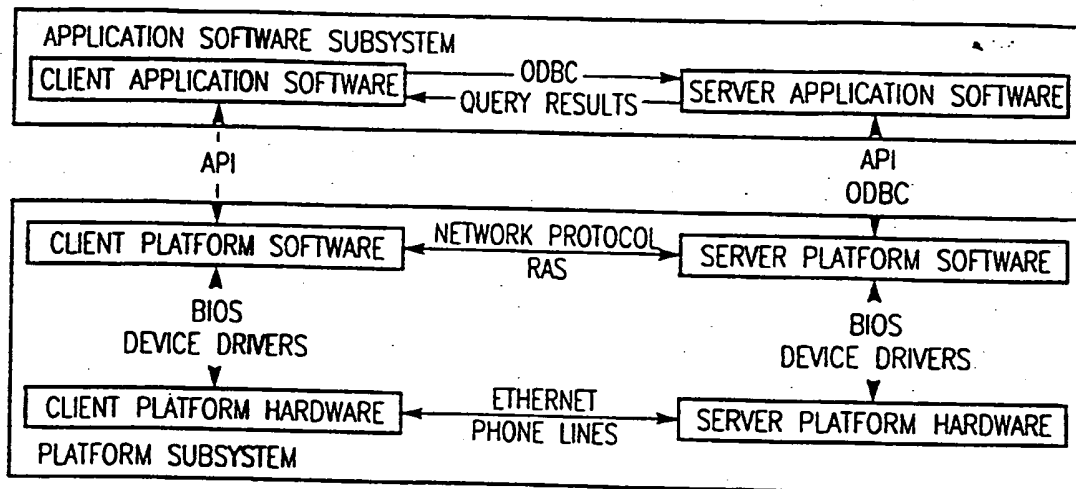 APPLICATION SOFTWARE SUBSYSTEM
CLIENT APPLICATION SOFTWARE
ODBC
QUERY RESULTS
SERVER APPLICATION SOFTWARE
API
API
ODBC
CLIENT PLATFORM SOFTWARE
NETWORK PROTOCOL
RAS
SERVER PLATFORM SOFTWARE
BIOS
DEVICE DRIVERS
BIOS
DEVICE DRIVERS
CLIENT PLATFORM HARDWARE
ETHERNET
PHONE LINES
SERVER PLATFORM HARDWARE
PLATFORM SUBSYSTEM